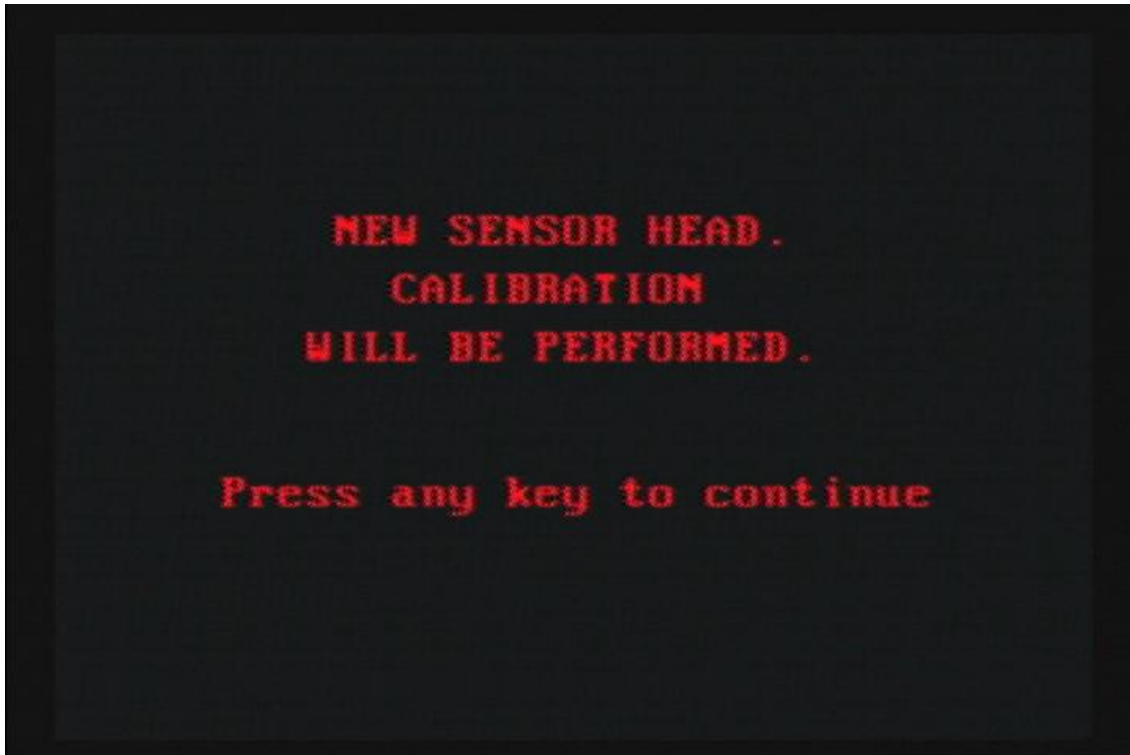 NEW SENSOR HEAD.
CALIBRATION
WILL BE PERFORMED.
Press any key to continue